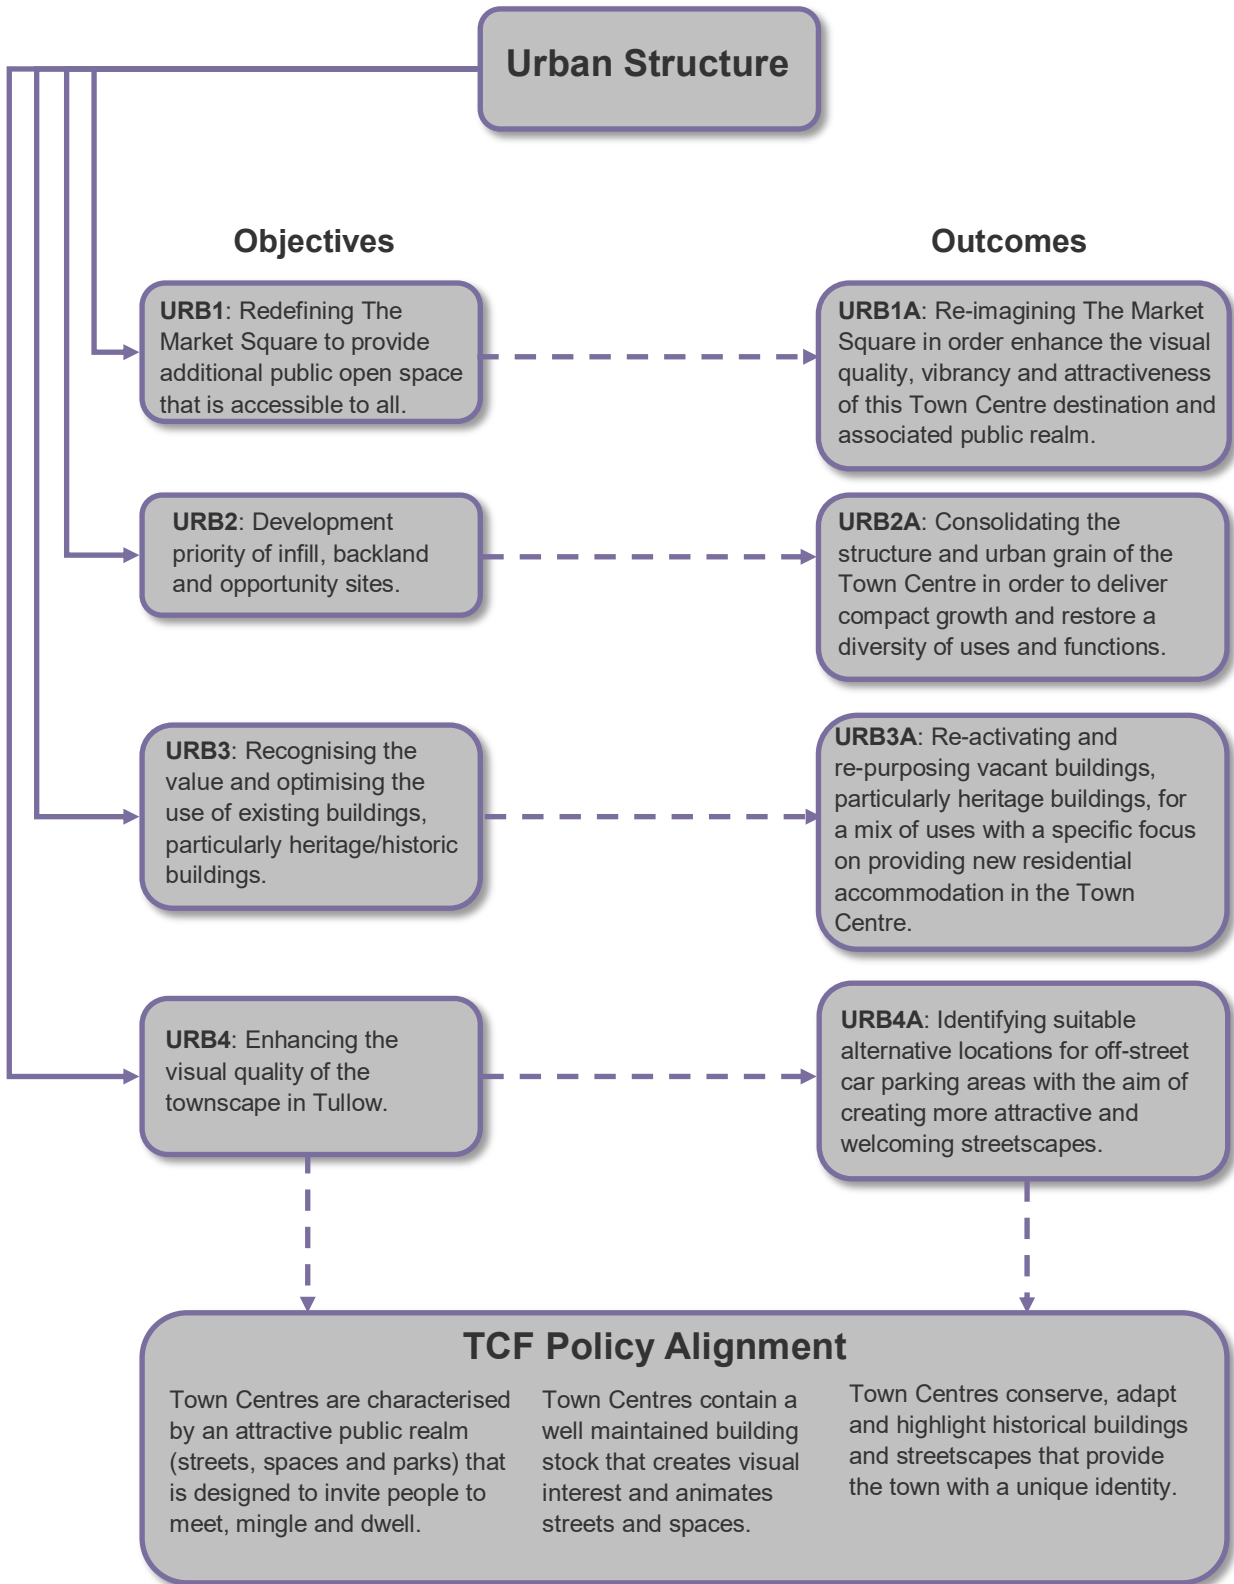 Urban Structure
Objectives
Outcomes
URB1: Redefining The
Market Square to provide
additional public open space
that is accessible to all.
URB1A: Re-imagining The Market
Square in order enhance the visual
quality, vibrancy and attractiveness
of this Town Centre destination and
associated public realm.
URB2: Development
priority of infill, backland
and opportunity sites.
URB2A: Consolidating the
structure and urban grain of the
Town Centre in order to deliver
compact growth and restore a
diversity of uses and functions.
URB3: Recognising the
value and optimising the
use of existing buildings,
particularly heritage/historic
buildings.
URB3A: Re-activating and
re-purposing vacant buildings,
particularly heritage buildings, for
a mix of uses with a specific focus
on providing new residential
accommodation in the Town
Centre.
URB4: Enhancing the
visual quality of the
townscape in Tullow.
URB4A: Identifying suitable
alternative locations for off-street
car parking areas with the aim of
creating more attractive and
welcoming streetscapes.
TCF Policy Alignment
Town Centres are characterised
by an attractive public realm
(streets, spaces and parks) that
is designed to invite people to
meet, mingle and dwell.
Town Centres contain a
well maintained building
stock that creates visual
interest and animates
streets and spaces.
Town Centres conserve, adapt
and highlight historical buildings
and streetscapes that provide
the town with a unique identity.